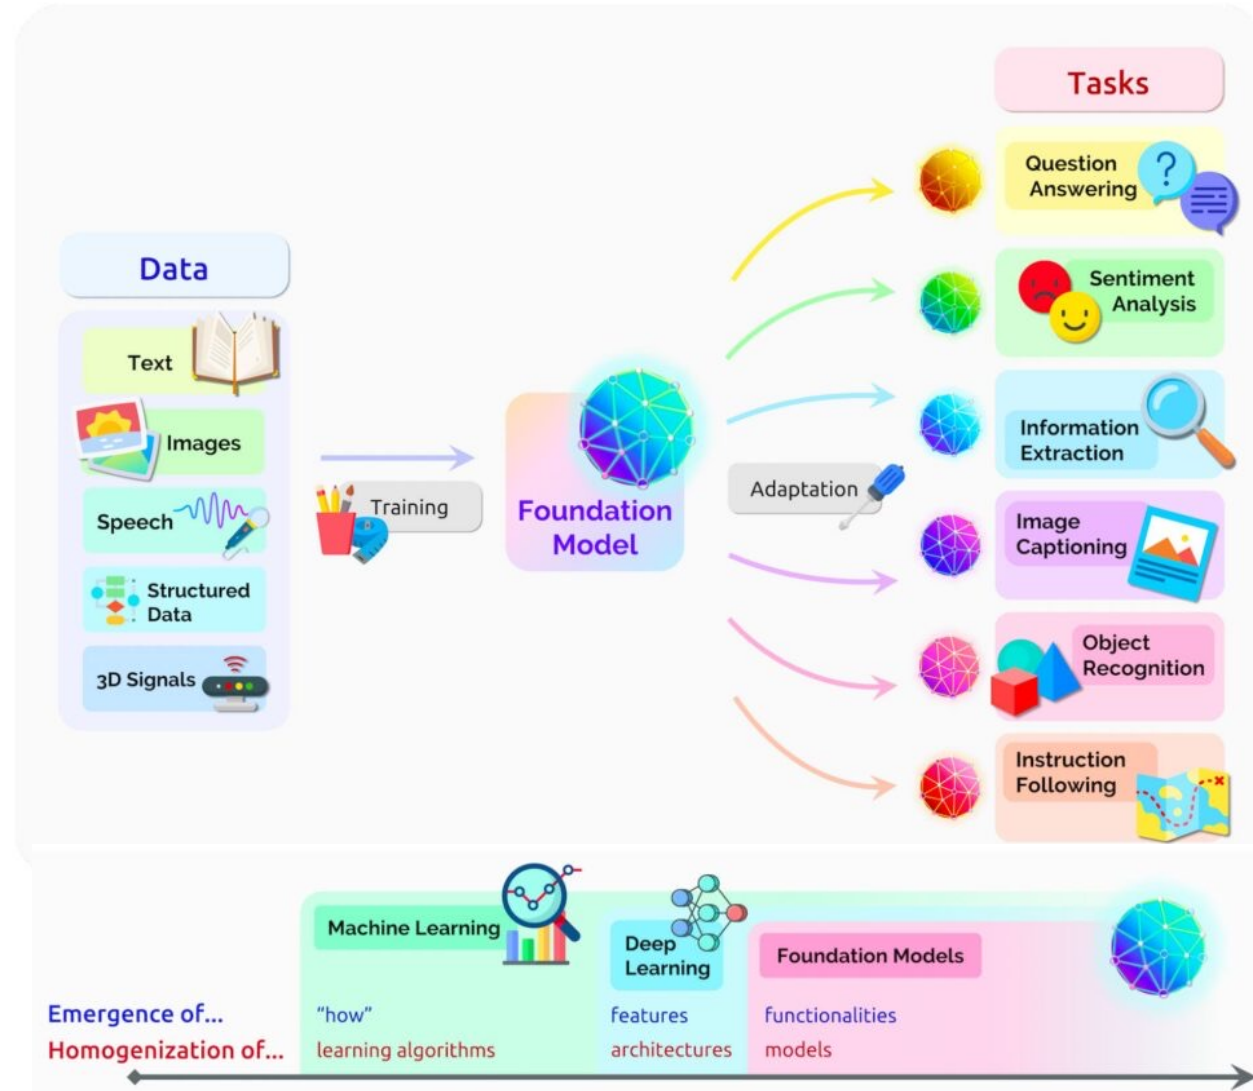 Tasks
Question
Answering
Data
Sentiment
Analysis
Text
Images
Information
Extraction
Speech
Training
Foundation
Model
Adaptation
Image
Captioning
Structured
Data
3D Signals
Object
Recognition
Instruction
Following
Machine Learning
Deep
Learning
Foundation Models
Emergence of...
"how"
features
functionalities
Homogenization of...
learning algorithms
architectures
models